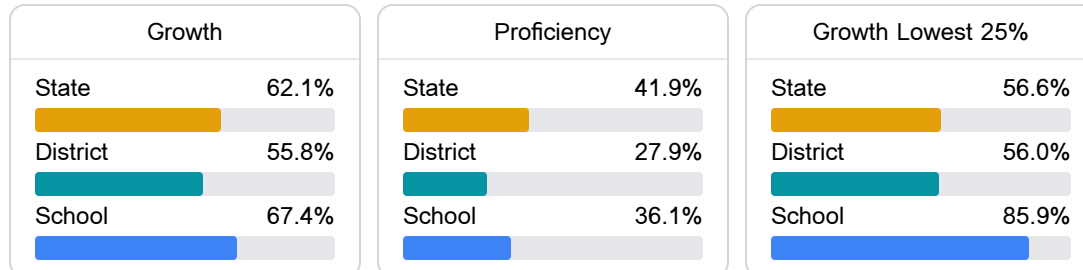 Growth
State 62.1%
District 55.8%
School 67.4%
Proficiency
State 41.9%
District 27.9%
School 36.1%
Growth Lowest 25%
State 56.6%
District 56.0%
School 85.9%